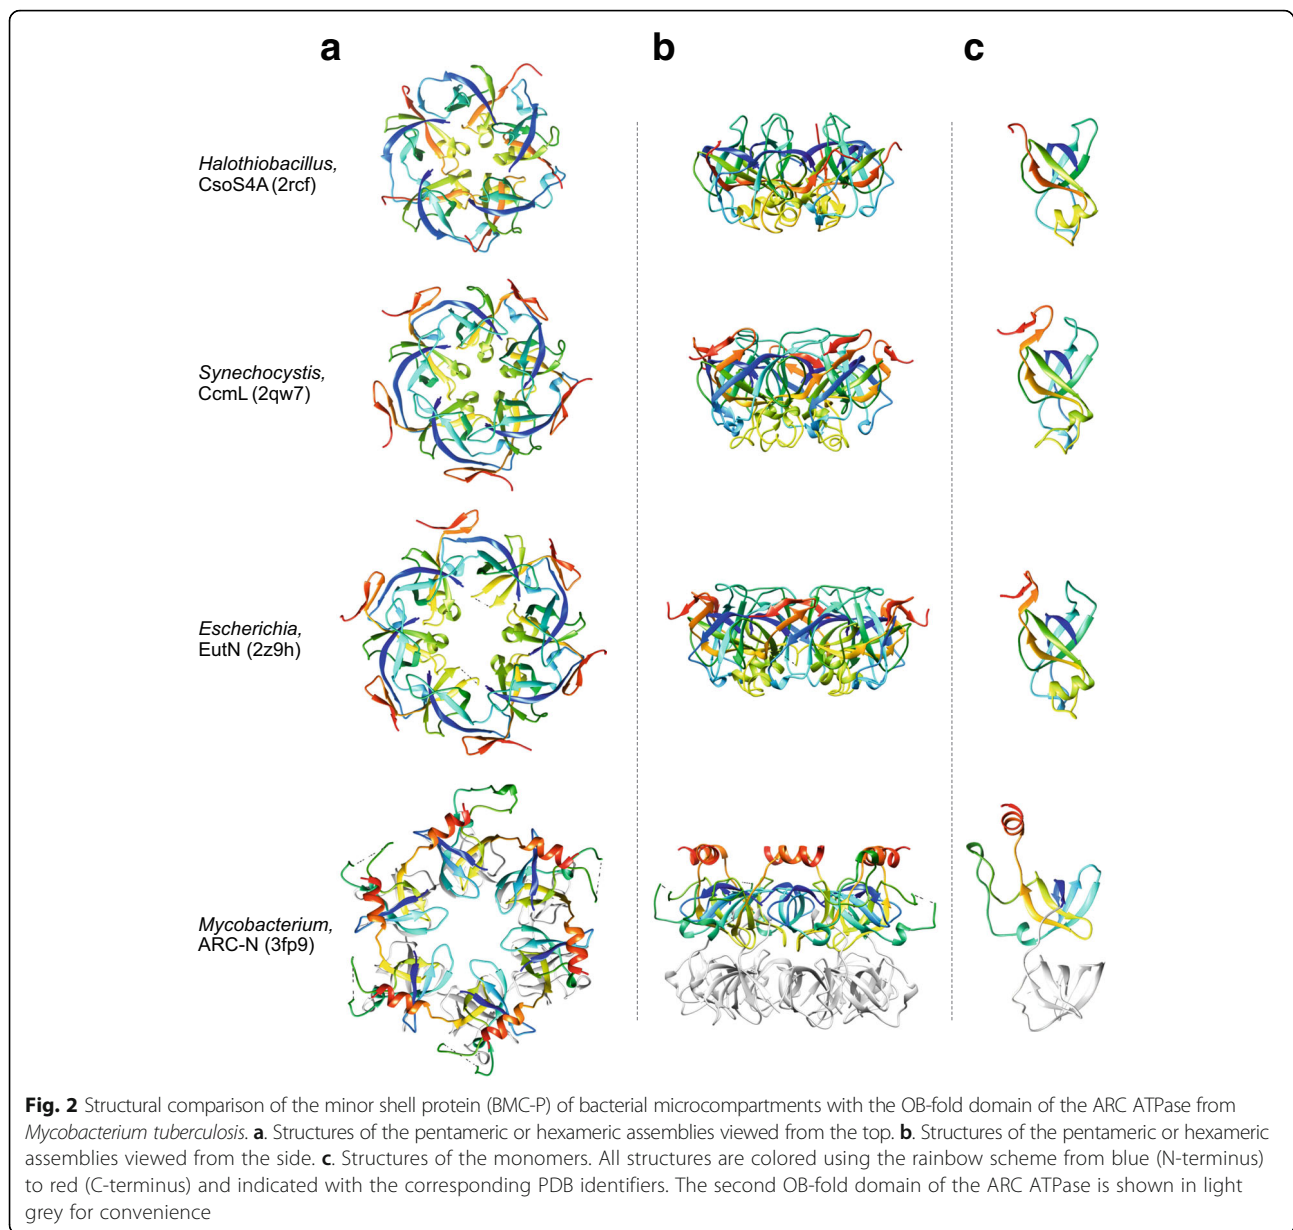 a
b
c
Halothiobacillus,
CsoS4A (2rcf)
Synechocystis,
CcmL (2qw7)
Escherichia,
EutN (2z9h)
Mycobacterium,
ARC-N (3fp9)
Fig. 2 Structural comparison of the minor shell protein (BMC-P) of bacterial microcompartments with the OB-fold domain of the ARC ATPase from
Mycobacterium tuberculosis. a. Structures of the pentameric or hexameric assemblies viewed from the top. b. Structures of the pentameric or hexameric
assemblies viewed from the side. c. Structures of the monomers. All structures are colored using the rainbow scheme from blue (N-terminus)
to red (C-terminus) and indicated with the corresponding PDB identifiers. The second OB-fold domain of the ARC ATPase is shown in light
grey for convenience